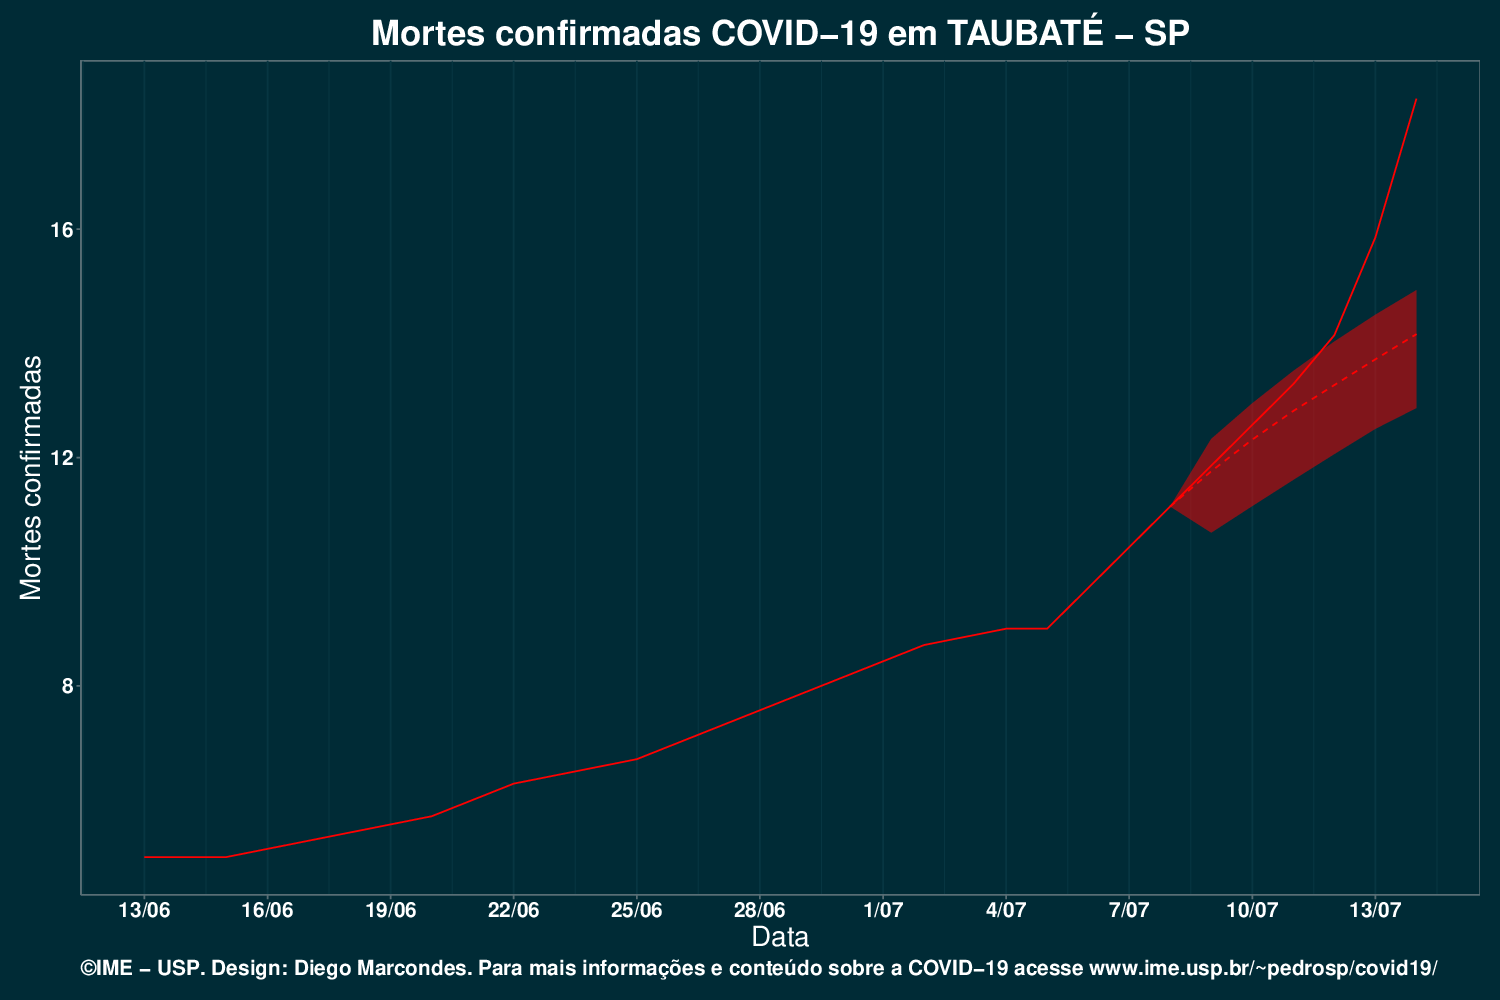 Mortes confirmadas COVID−19 em TAUBATÉ − SP
Mortes confirmadas
16
12
8
13/06 16/06 19/06 22/06 25/06 28/06 1/07 4/07 7/07 10/07 13/07
Data
©IME − USP. Design: Diego Marcondes. Para mais informações e conteúdo sobre a COVID−19 acesse www.ime.usp.br/~pedrosp/covid19/